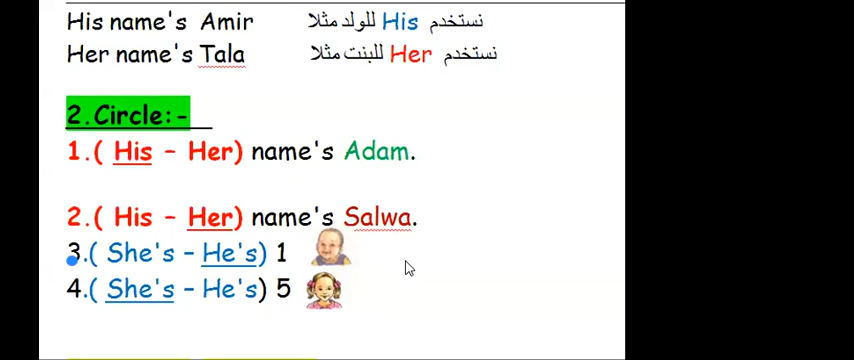 His name's Amir نستخدم His للولد مثلا
Her name's Tala نستخدم Her للبنت مثلا
2.Circle:-
1.( His - Her) name's Adam.
2.( His - Her) name's Salwa.
3.( She's - He's) 1
4.( She's - He's) 5